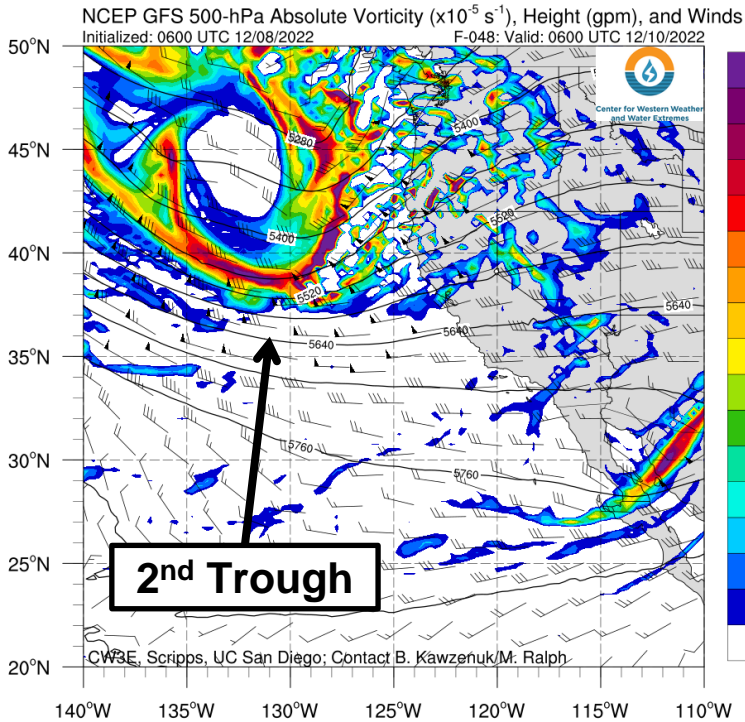 NCEP GFS 500-hPa Absolute Vorticity (x10⁻⁵ s⁻¹), Height (gpm), and Winds
Initialized: 0600 UTC 12/08/2022 F-048: Valid: 0600 UTC 12/10/2022
Center for Western Weather
and Water Extremes
50°N
45°N
40°N
35°N
30°N
25°N
20°N
5280
5400
5400
5520
5520
5640
5640
5640
5760
5760
2nd Trough
CW3E, Scripps, UC San Diego; Contact B. Kawzenuk/M. Ralph
140°W 135°W 130°W 125°W 120°W 115°W 110°W